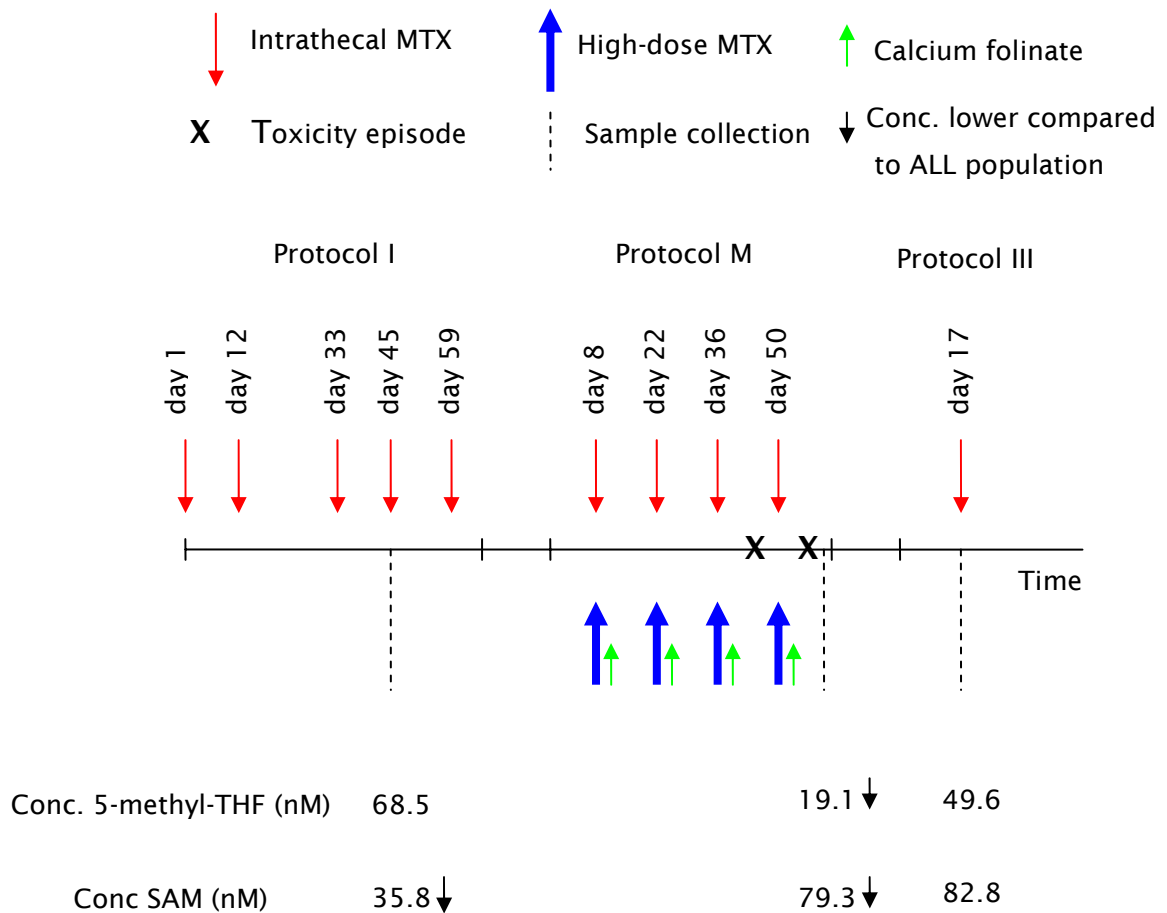 Intrathecal MTX
High-dose MTX
Calcium folinate
X Toxicity episode
Sample collection
Conc. lower compared
to ALL population
Protocol I
Protocol M
Protocol III
day 1
day 12
day 33
day 45
day 59
day 8
day 22
day 36
day 50
day 17
X X
Time
Conc. 5-methyl-THF (nM) 68.5 19.1 49.6
Conc SAM (nM) 35.8 79.3 82.8